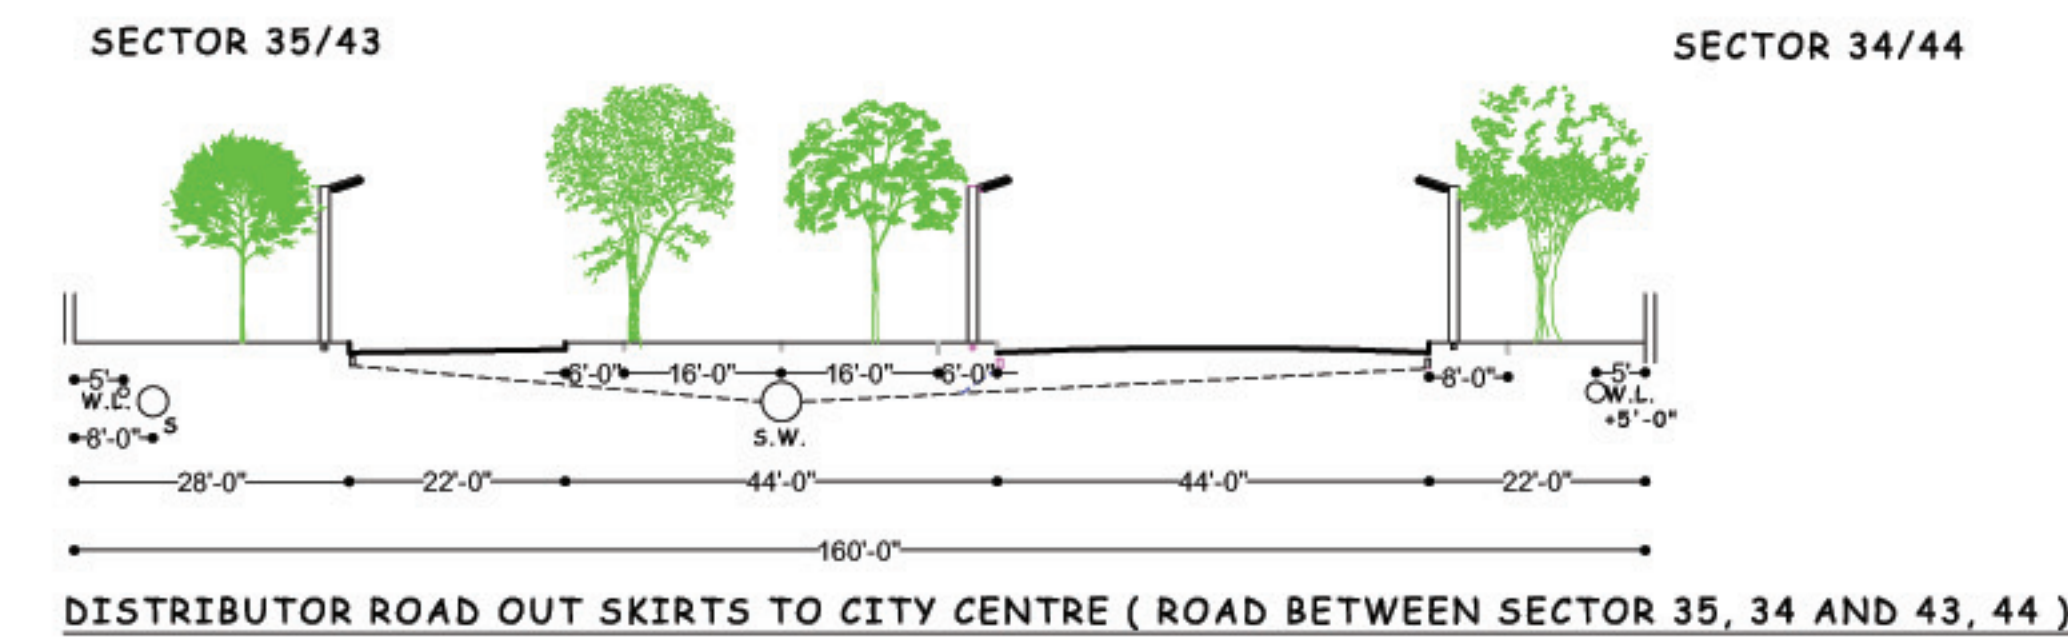 SECTOR 35/43
SECTOR 34/44
6'-0" 16'-0" 16'-0" 6'-0"
5' 8'-0" 5'
W.L. S W.L.
+5'-0"
8'-0" S.W.
28'-0" 22'-0" 44'-0" 44'-0" 22'-0"
160'-0"
DISTRIBUTOR ROAD OUT SKIRTS TO CITY CENTRE ( ROAD BETWEEN SECTOR 35, 34 AND 43, 44 )